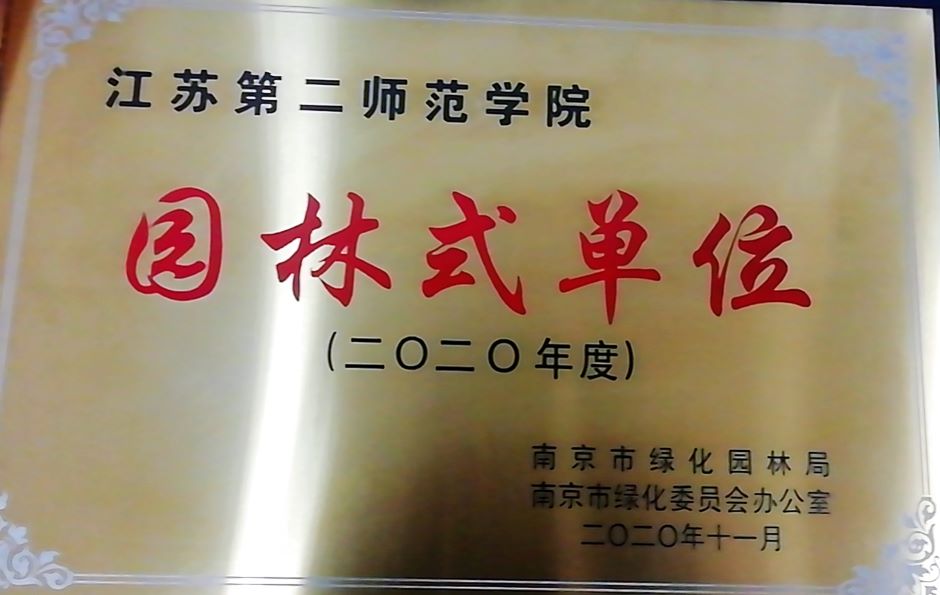 江苏第二师范学院
园林式单位
(二〇二〇年度)
南京市绿化园林局
南京市绿化委员会办公室
二〇二〇年十一月